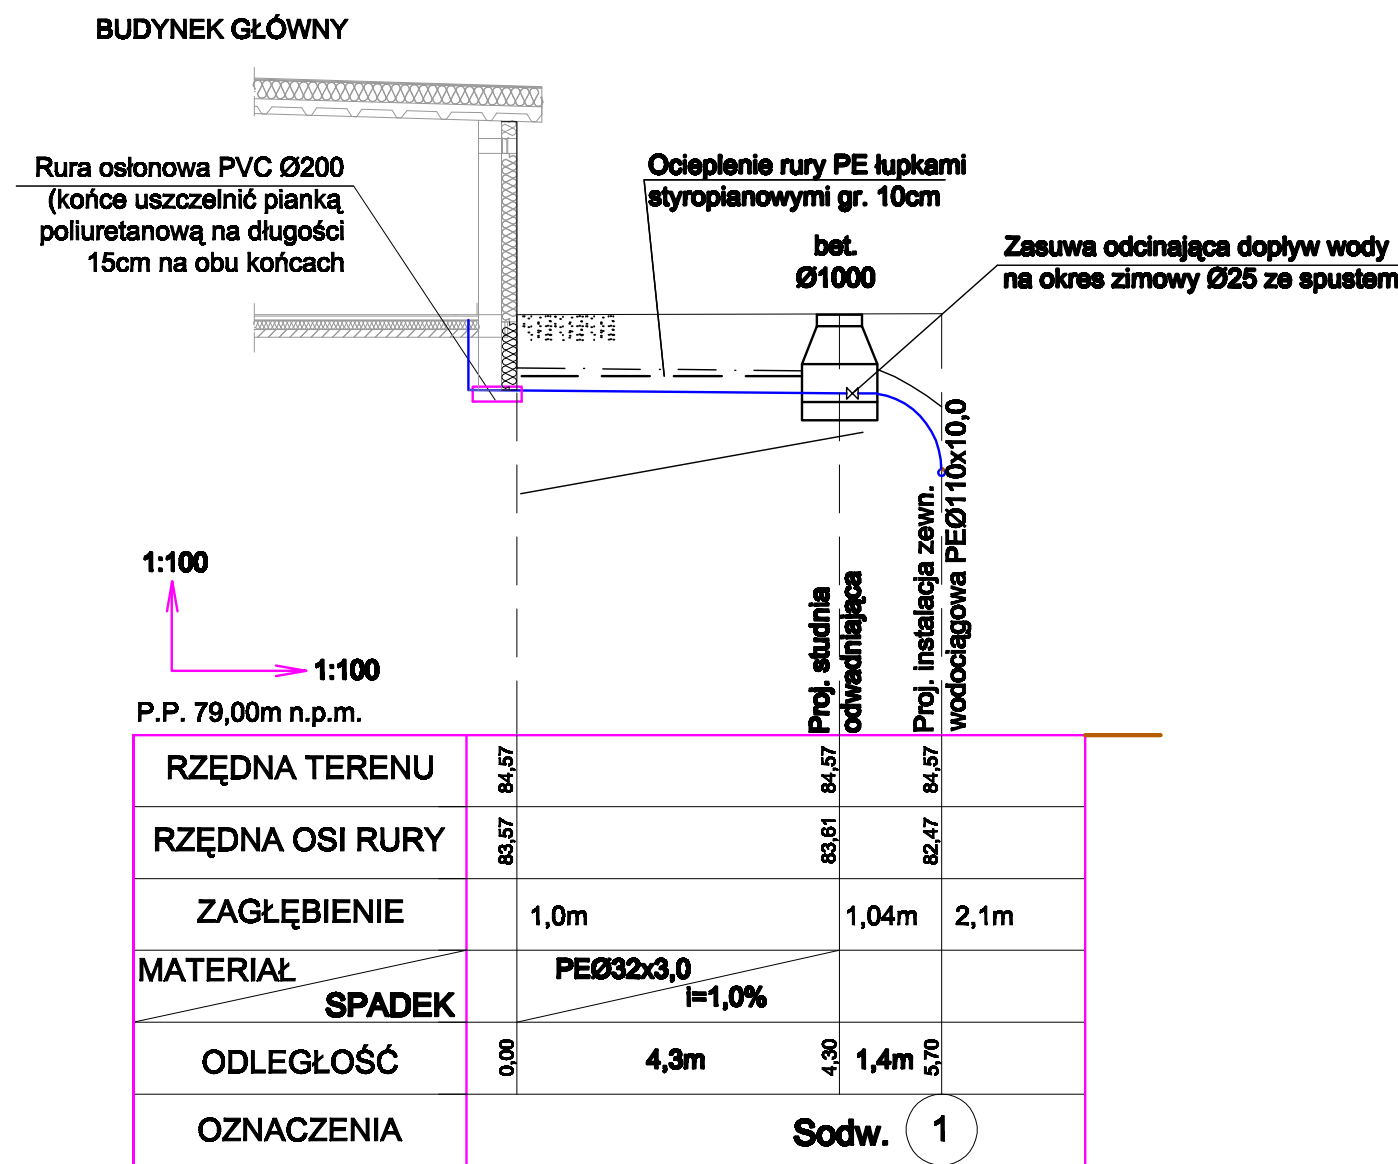 BUDYNEK GŁÓWNY
Rura osłonowa PVC Ø200
(końce uszczelnić pianką
poliuretanową na długości
15cm na obu końcach
Ocieplenie rury PE łupkami
styropianowymi gr. 10cm
bet.
Ø1000
Zasuwa odcinająca dopływ wody
na okres zimowy Ø25 ze spustem
1:100
1:100
P.P. 79,00m n.p.m.
Proj. studnia
odwadniająca
Proj. instalacja zewn.
wodociągowa PEØ110x10,0
RZĘDNA TERENU 84,57 84,57 84,57
RZĘDNA OSI RURY 83,57 83,61 82,47
ZAGŁĘBIENIE 1,0m 1,04m 2,1m
MATERIAŁ PEØ32x3,0
SPADEK i=1,0%
ODLEGŁOŚĆ 0,00 4,3m 4,30 1,4m 5,70
OZNACZENIA Sodw. 1